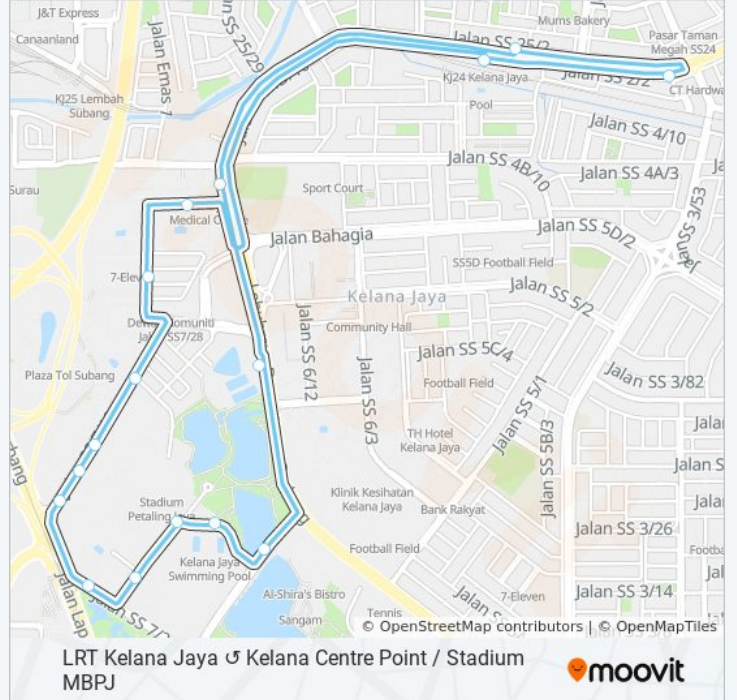 J&T Express
Canaanland
Jalan Emas 7
Jalan SS 25/2
Mums Bakery
Pasar Taman
Megah SS24
KJ24 Kelana Jaya
Jalan SS 2/2
CT Hardwa
KJ25 Lembah
Subang
Pool
Jalan SS 4/10
Jalan SS 4B/10
Jalan SS 4A/3
Surau
Sport Court
SS 3/53
Medical
Jalan Bahagia
Jalan SS 5D/2
SS5D Football Field
7-Elev
Kelana Jaya
Jalan SS 5/2
Jalan SS 6/12
Community Hall
SS7/28
Jalan SS 5C/4
Plaza Tol Subang
Jalan SS 6/3
Football Field
Jalan SS 3/82
Jalan SS 5/1
TH Hotel
Kelana Jaya
Jalan SS 5B/3
Jalan S
Klinik Kesihatan
Kelana Jaya
Stadium
Petaling Jaya
Bank Rakyat
Jalan SS 3/26
Football Field
Kelana Jaya
Swimming Pool
Jalan Lap
Al-Shira's Bistro
Sangam
Tennis
7-Eleven
Jalan SS 3/14
© OpenStreetMap contributors | © OpenMapTiles
LRT Kelana Jaya ↺ Kelana Centre Point / Stadium
MBPJ
moovit